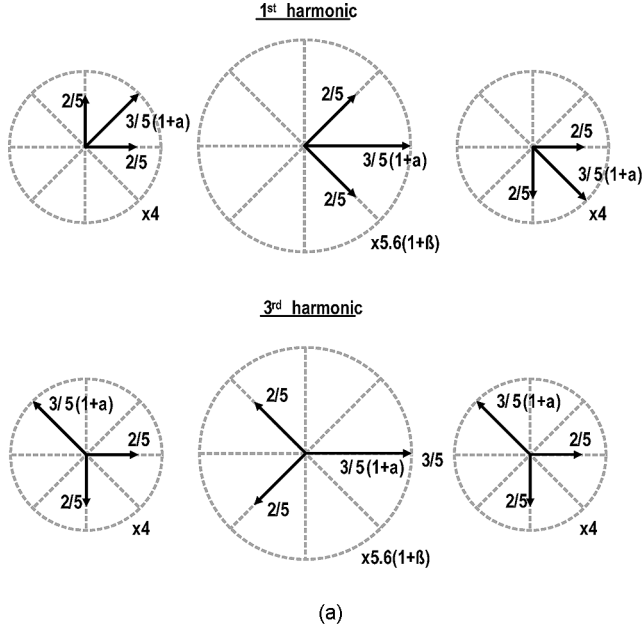 1st harmonic
2/5
3/5(1+a)
2/5
x4
2/5
3/5(1+a)
2/5
x5.6(1+ß)
2/5
3/5(1+a)
2/5
x4
3rd harmonic
3/5(1+a)
2/5
2/5
x4
2/5
3/5(1+a)
2/5
x5.6(1+ß)
3/5
3/5(1+a)
2/5
2/5
x4
(a)